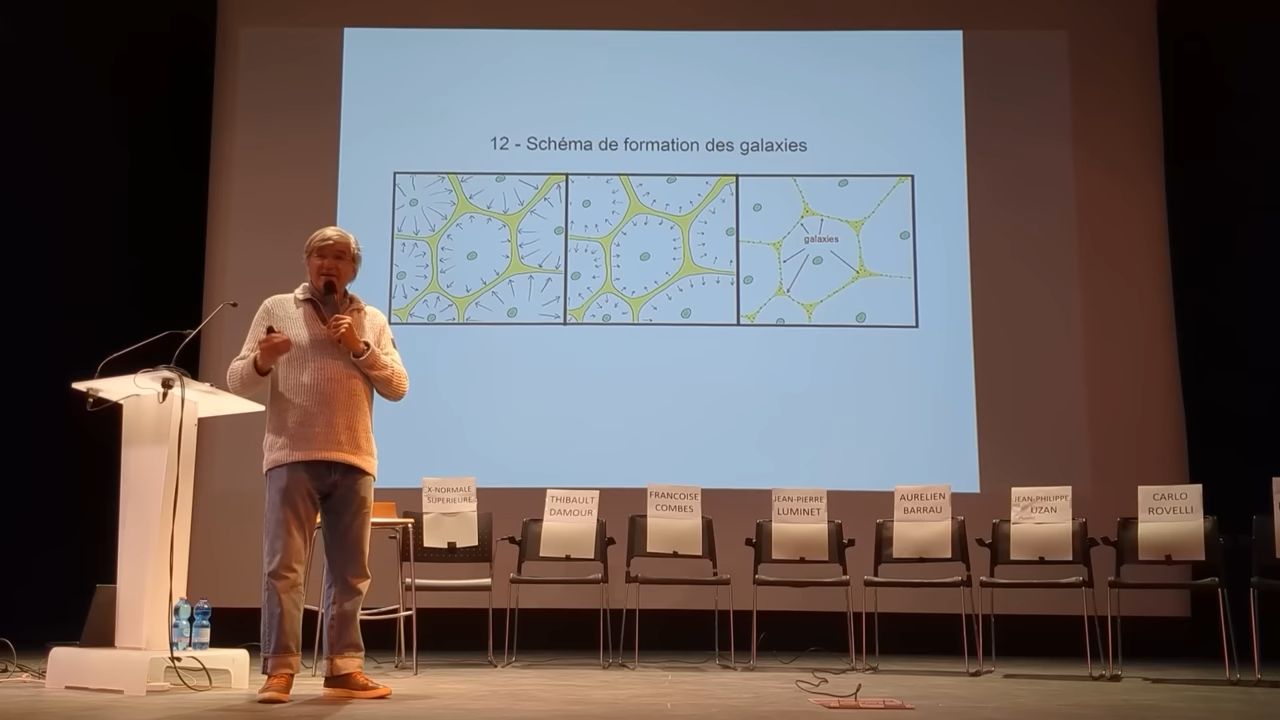 12 - Schéma de formation des galaxies
galaxies
X-NORMALE
SUPERIEURE
THIBAULT
DAMOUR
FRANCOISE
COMBES
JEAN-PIERRE
LUMINET
AURELIEN
BARRAU
JEAN-PHILIPPE
UZAN
CARLO
ROVELLI